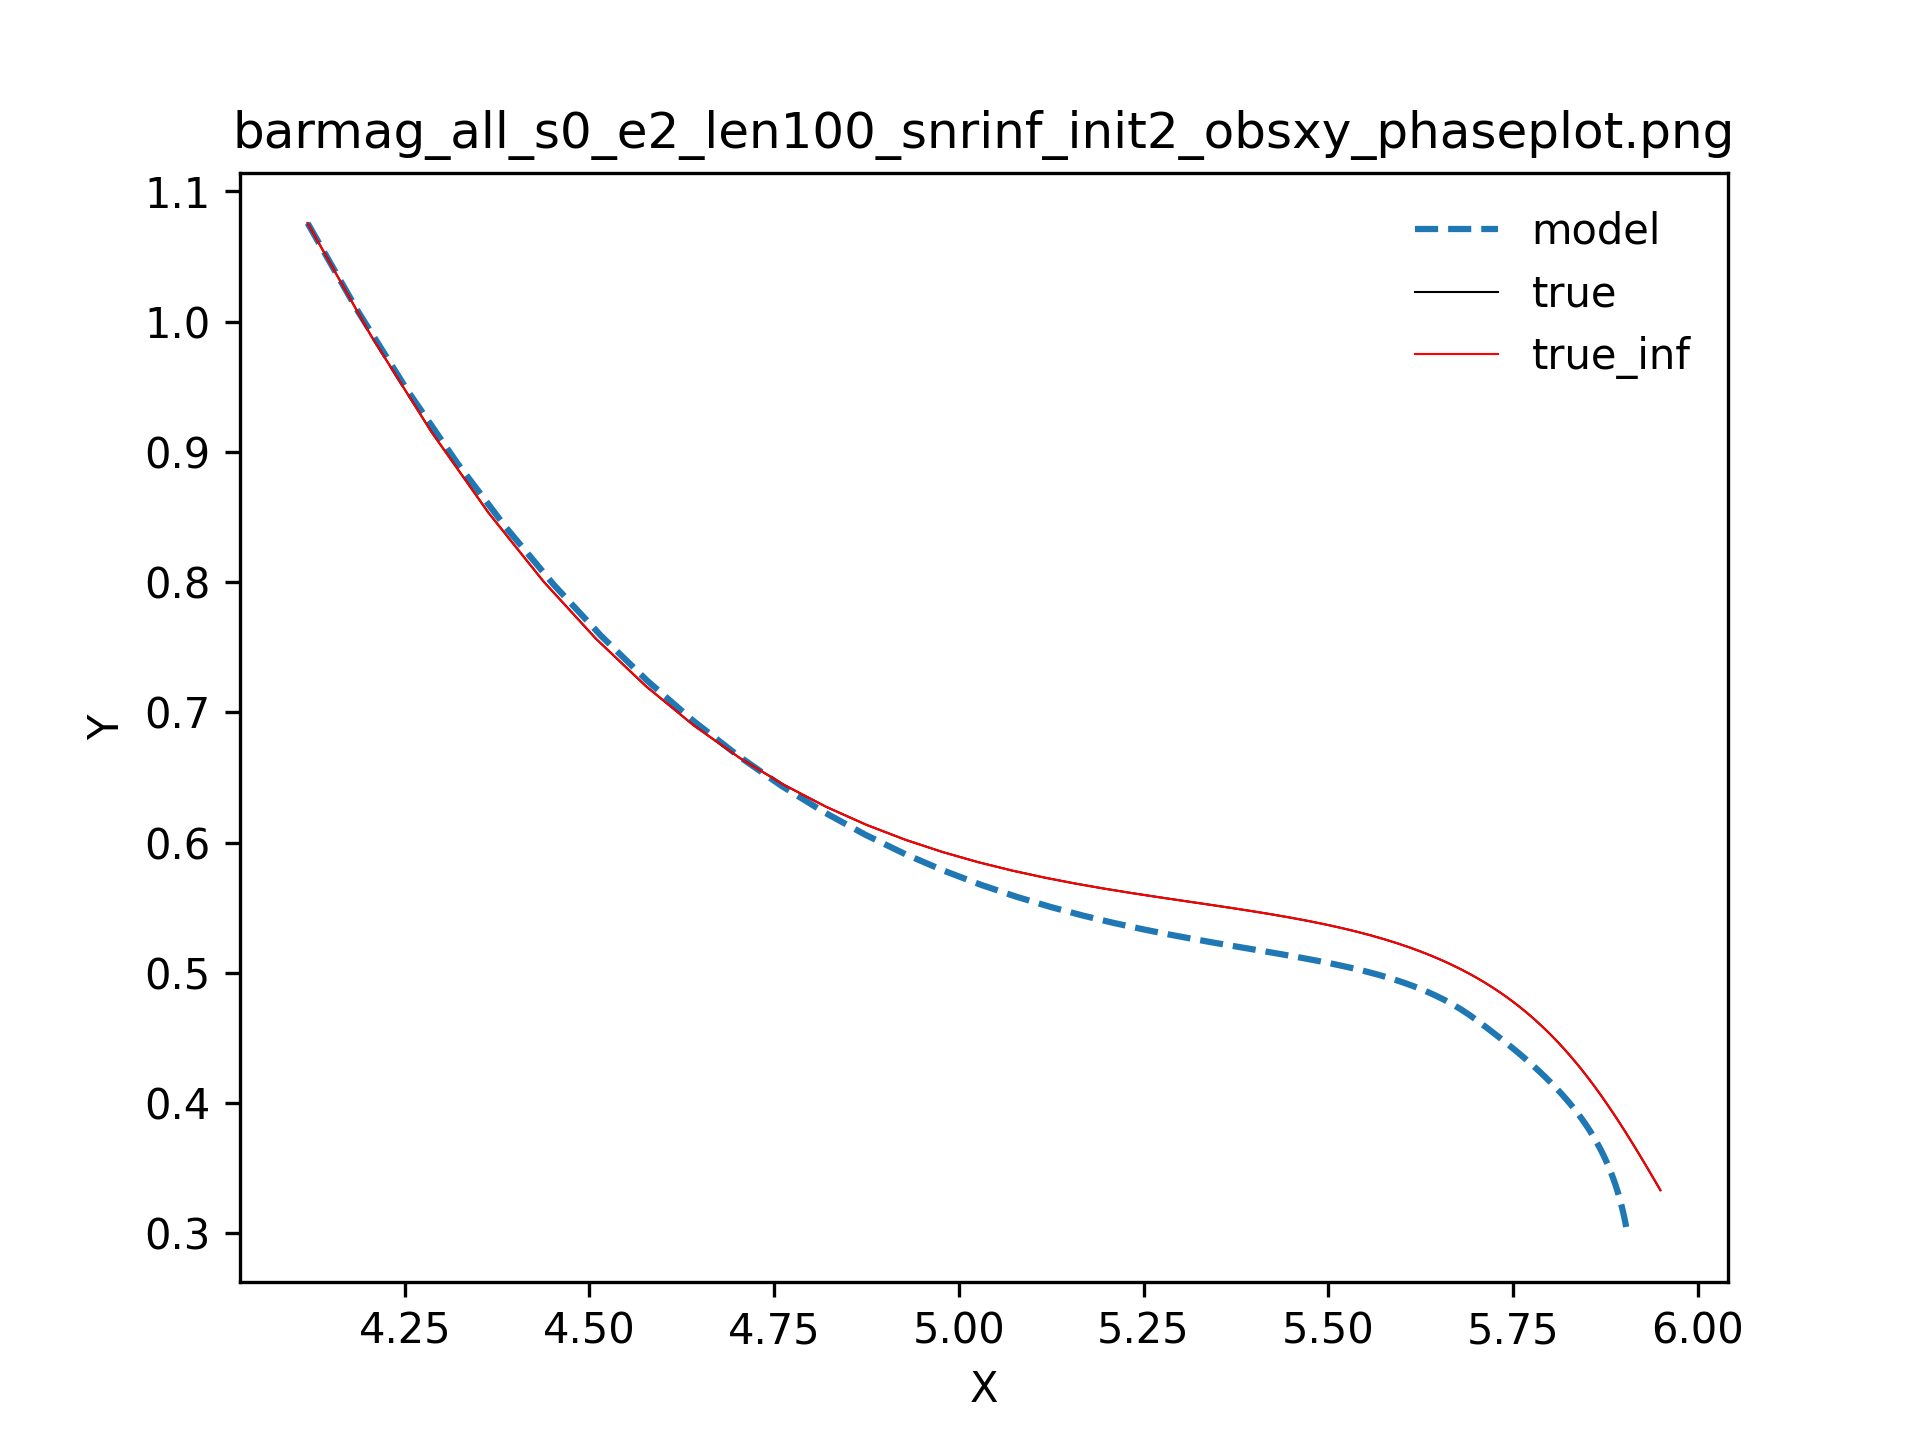 barmag_all_s0_e2_len100_snrinf_init2_obsxy_phaseplot.png
model
true
true_inf
1.1
1.0
0.9
0.8
0.7
0.6
0.5
0.4
0.3
Y
4.25 4.50 4.75 5.00 5.25 5.50 5.75 6.00
X